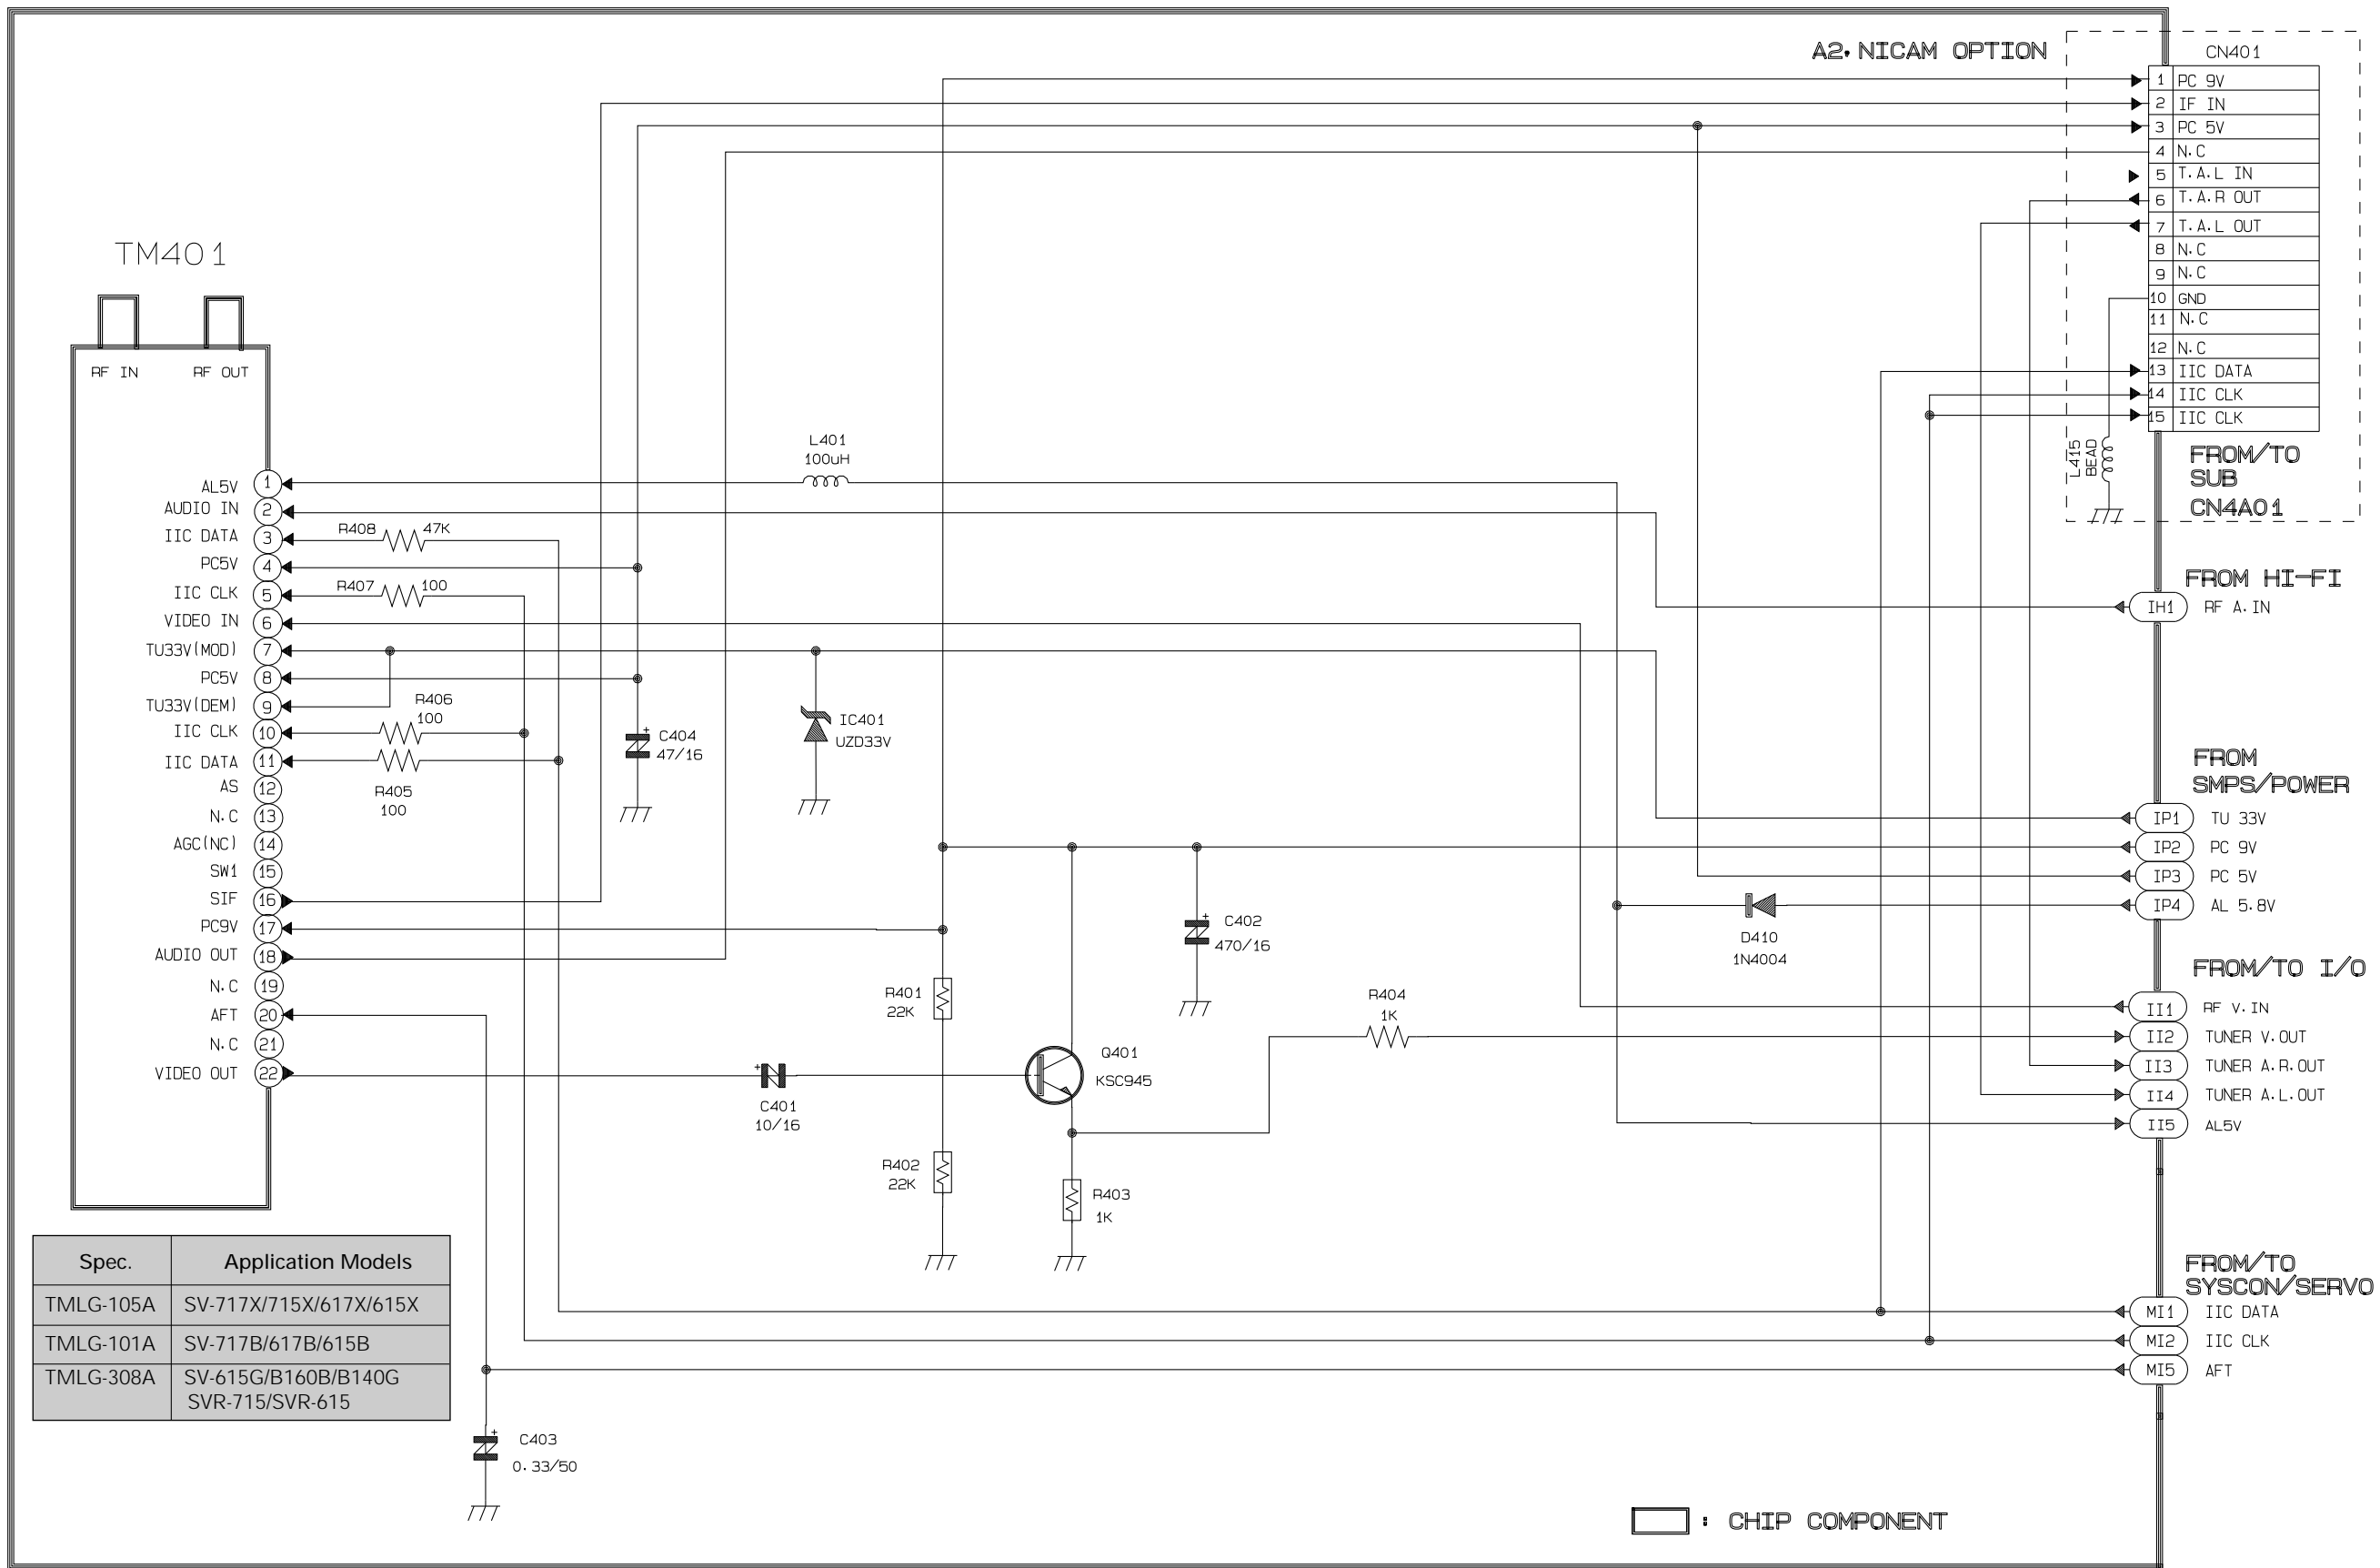 A2. NICAM OPTION
CN401
1 PC 9V
2 IF IN
3 PC 5V
4 N.C
5 T.A.L IN
6 T.A.R OUT
7 T.A.L OUT
8 N.C
9 N.C
10 GND
11 N.C
12 N.C
13 IIC DATA
14 IIC CLK
15 IIC CLK
L415
BEAD
FROM/TO
SUB
CN4A01
TM401
RF IN
RF OUT
AL5V 1
AUDIO IN 2
IIC DATA 3
PC5V 4
IIC CLK 5
VIDEO IN 6
TU33V(MOD) 7
PC5V 8
TU33V(DEM) 9
IIC CLK 10
IIC DATA 11
AS 12
N.C 13
AGC(NC) 14
SW1 15
SIF 16
PC9V 17
AUDIO OUT 18
N.C 19
AFT 20
N.C 21
VIDEO OUT 22
L401
100uH
R408 47K
R407 100
R406
100
R405
100
+
C404
47/16
IC401
UZD33V
+
C402
470/16
D410
1N4004
R401
22K
R404
1K
Q401
KSC945
+
C401
10/16
R402
22K
R403
1K
+
C403
0.33/50
FROM HI-FI
IH1 RF A.IN
FROM
SMPS/POWER
IP1 TU 33V
IP2 PC 9V
IP3 PC 5V
IP4 AL 5.8V
FROM/TO I/O
II1 RF V.IN
II2 TUNER V.OUT
II3 TUNER A.R.OUT
II4 TUNER A.L.OUT
II5 AL5V
FROM/TO
SYSCON/SERVO
MI1 IIC DATA
MI2 IIC CLK
MI5 AFT
Spec. Application Models
TMLG-105A SV-717X/715X/617X/615X
TMLG-101A SV-717B/617B/615B
TMLG-308A SV-615G/B160B/B140G
SVR-715/SVR-615
: CHIP COMPONENT